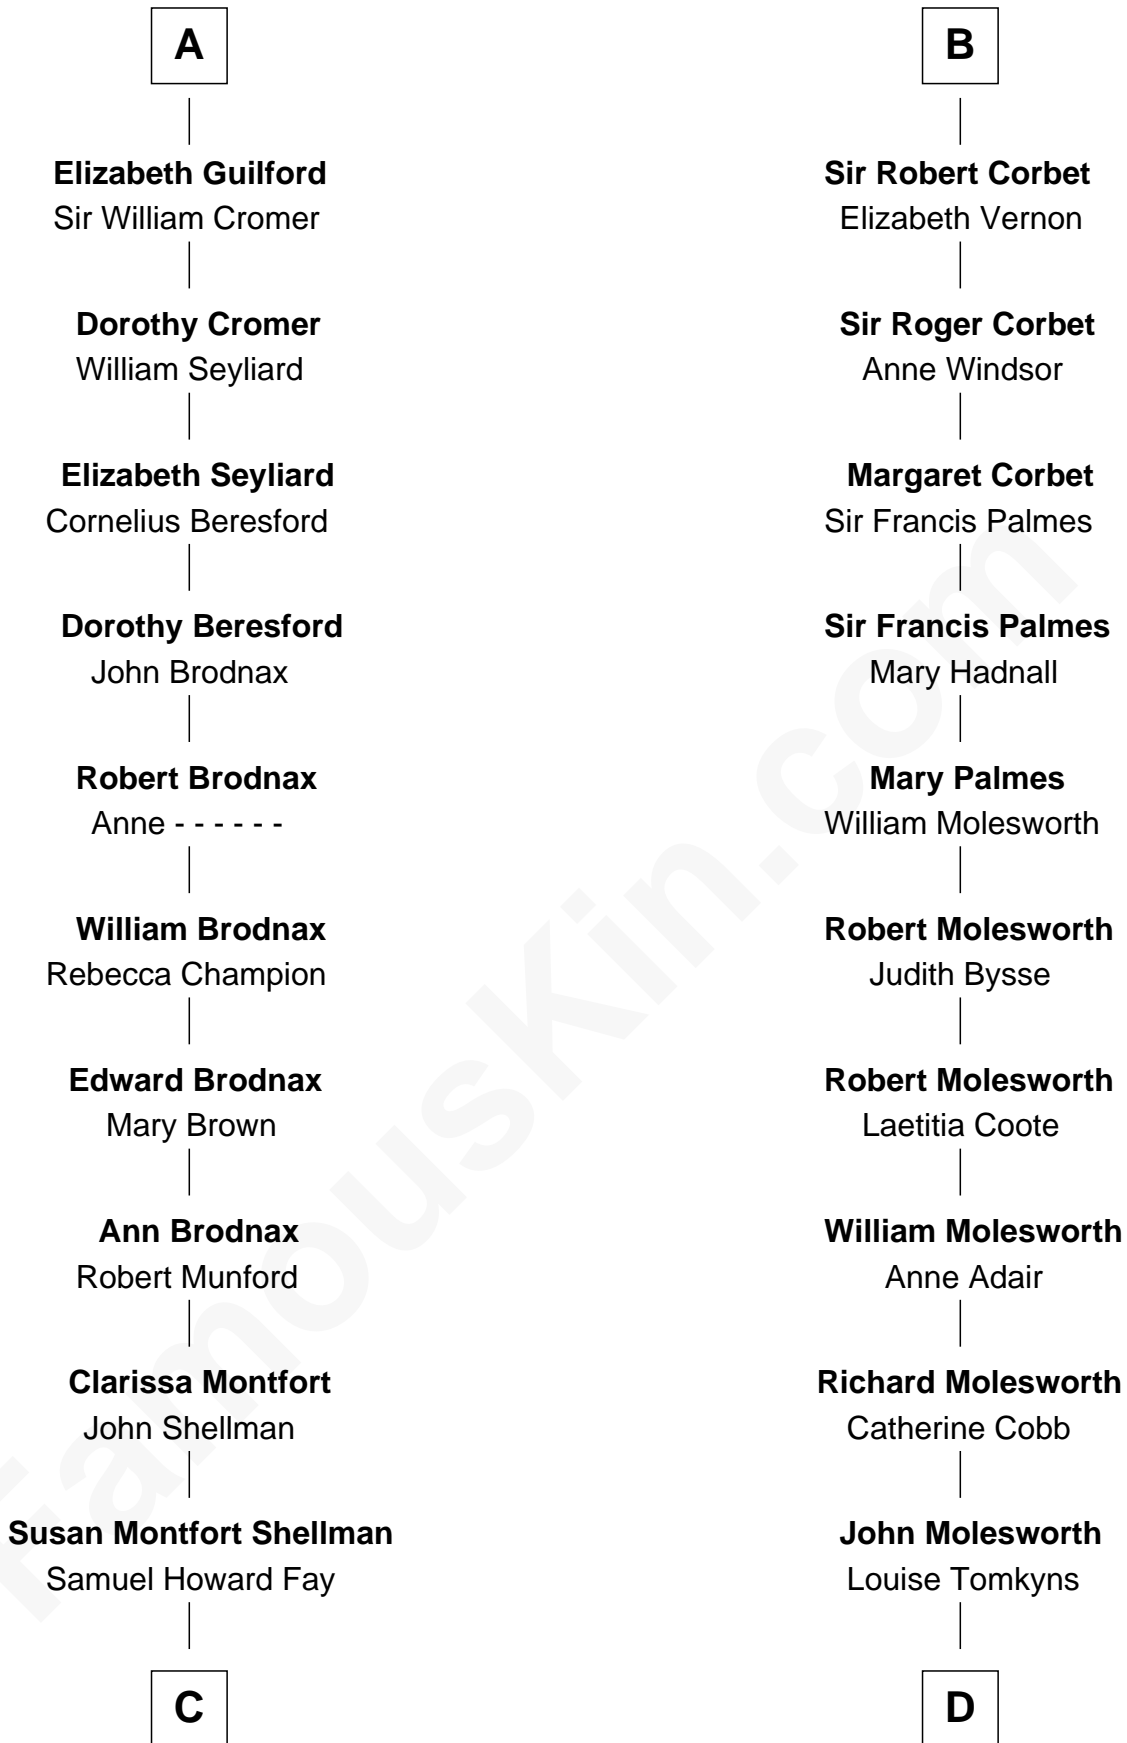 A
Elizabeth Guilford
Sir William Cromer
Dorothy Cromer
William Seyliard
Elizabeth Seyliard
Cornelius Beresford
Dorothy Beresford
John Brodnax
Robert Brodnax
Anne - - - - - -
William Brodnax
Rebecca Champion
Edward Brodnax
Mary Brown
Ann Brodnax
Robert Munford
Clarissa Montfort
John Shellman
Susan Montfort Shellman
Samuel Howard Fay
C
B
Sir Robert Corbet
Elizabeth Vernon
Sir Roger Corbet
Anne Windsor
Margaret Corbet
Sir Francis Palmes
Sir Francis Palmes
Mary Hadnall
Mary Palmes
William Molesworth
Robert Molesworth
Judith Bysse
Robert Molesworth
Laetitia Coote
William Molesworth
Anne Adair
Richard Molesworth
Catherine Cobb
John Molesworth
Louise Tomkyns
D
FamousKin.com